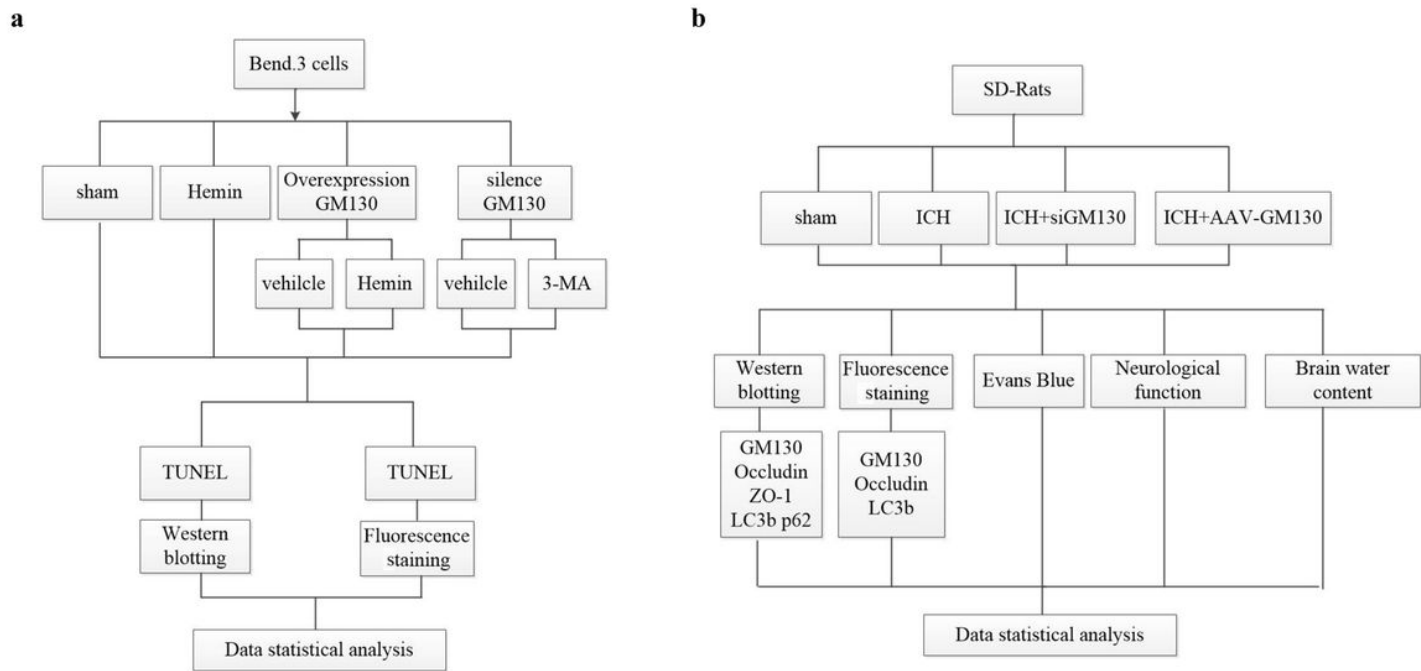 a
Bend.3 cells
sham
Hemin
Overexpression
GM130
silence
GM130
vehilcle
Hemin
vehilcle
3-MA
TUNEL
TUNEL
Western
blotting
Fluorescence
staining
Data statistical analysis
b
SD-Rats
sham
ICH
ICH+siGM130
ICH+AAV-GM130
Western
blotting
Fluorescence
staining
Evans Blue
Neurological
function
Brain water
content
GM130
Occludin
ZO-1
LC3b p62
GM130
Occludin
LC3b
Data statistical analysis